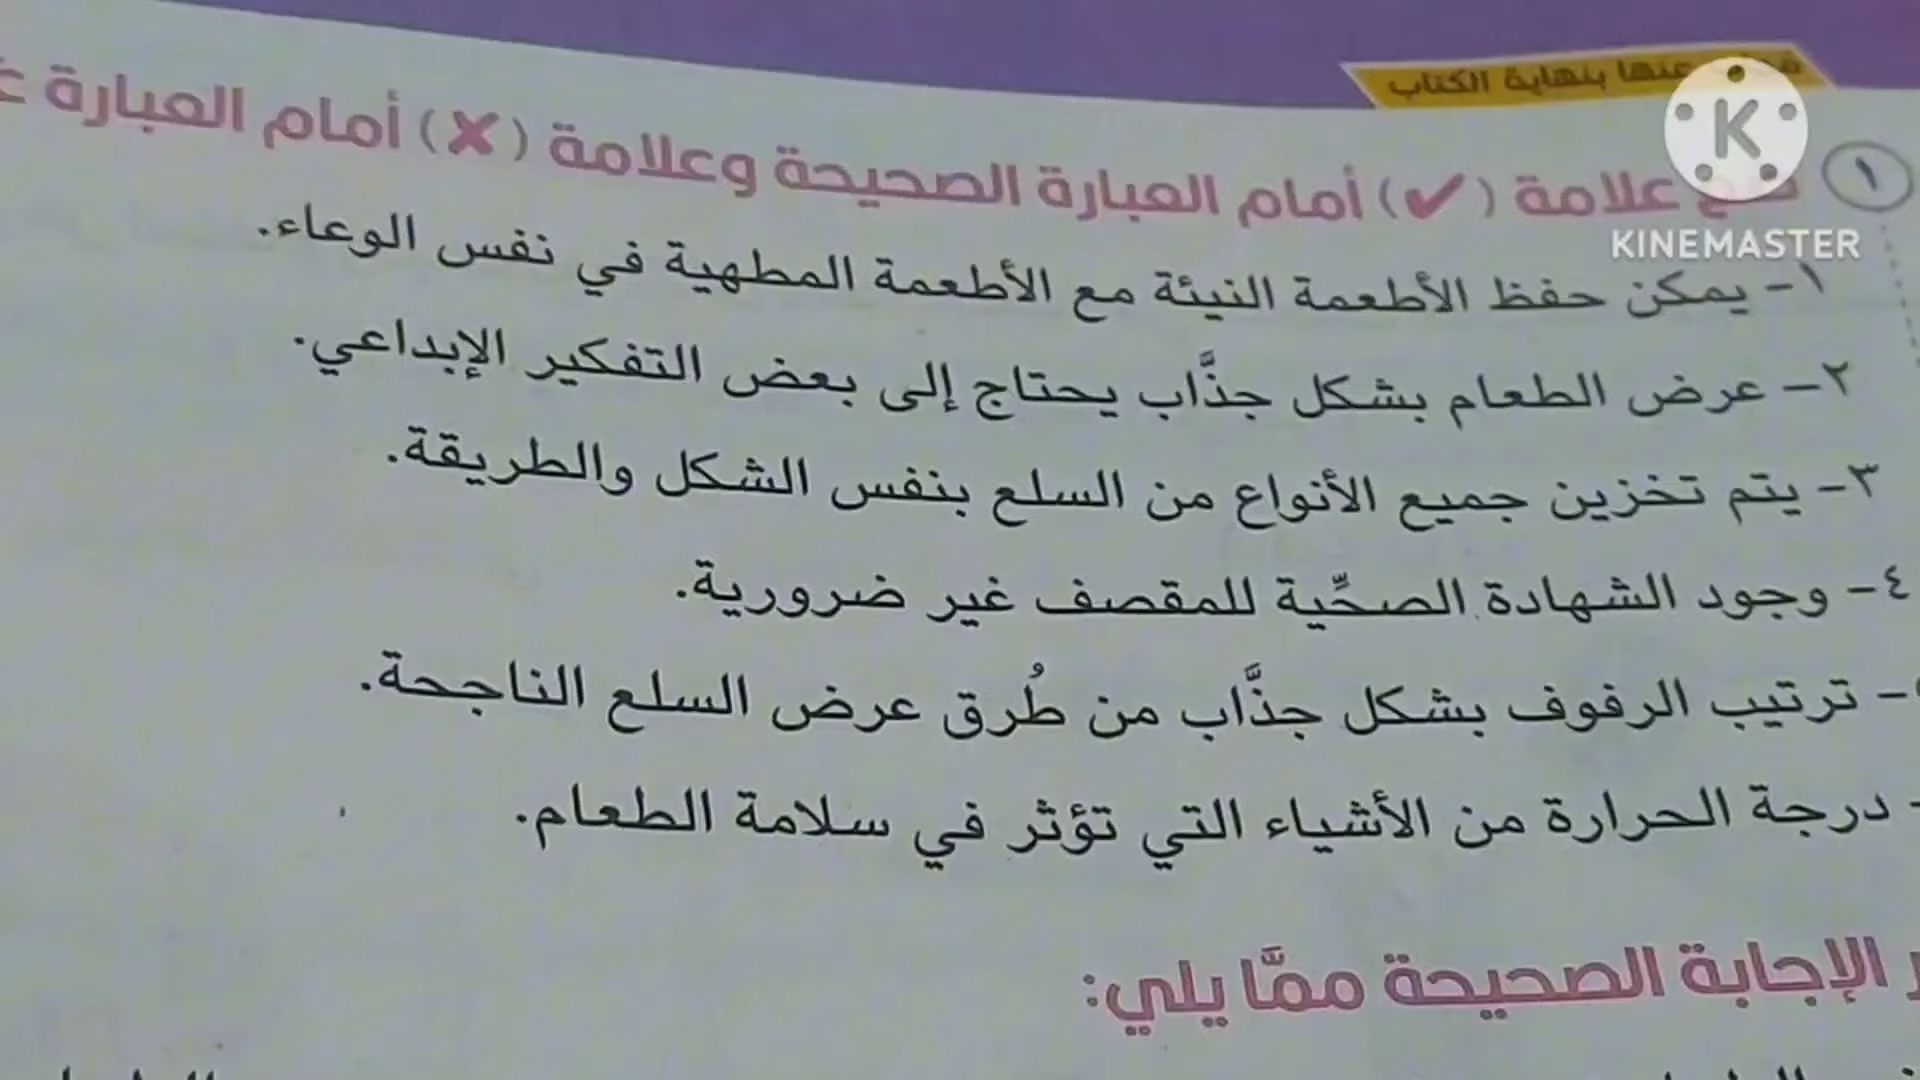 عنها بنهاية الكتاب
K
KINEMASTER
١ علامة (✔) أمام العبارة الصحيحة وعلامة (✘) أمام العبارة
١- يمكن حفظ الأطعمة النيئة مع الأطعمة المطهية في نفس الوعاء.
٢- عرض الطعام بشكل جذَّاب يحتاج إلى بعض التفكير الإبداعي.
٣- يتم تخزين جميع الأنواع من السلع بنفس الشكل والطريقة.
٤- وجود الشهادة الصحِّية للمقصف غير ضرورية.
- ترتيب الرفوف بشكل جذَّاب من طُرق عرض السلع الناجحة.
- درجة الحرارة من الأشياء التي تؤثر في سلامة الطعام.
الإجابة الصحيحة ممَّا يلي: